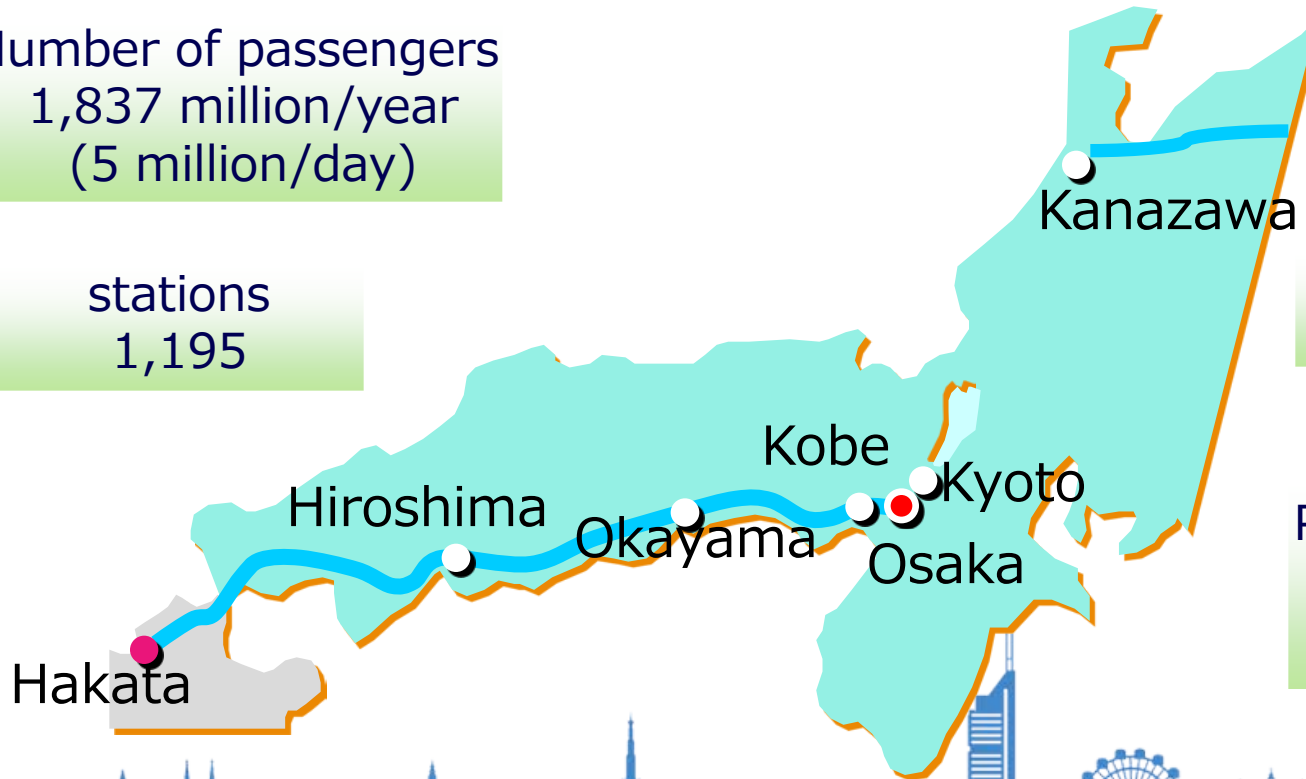 umber of passengers
1,837 million/year
(5 million/day)
stations
1,195
Kanazawa
Kobe
Kyoto
Hiroshima
Okayama
Osaka
Hakata